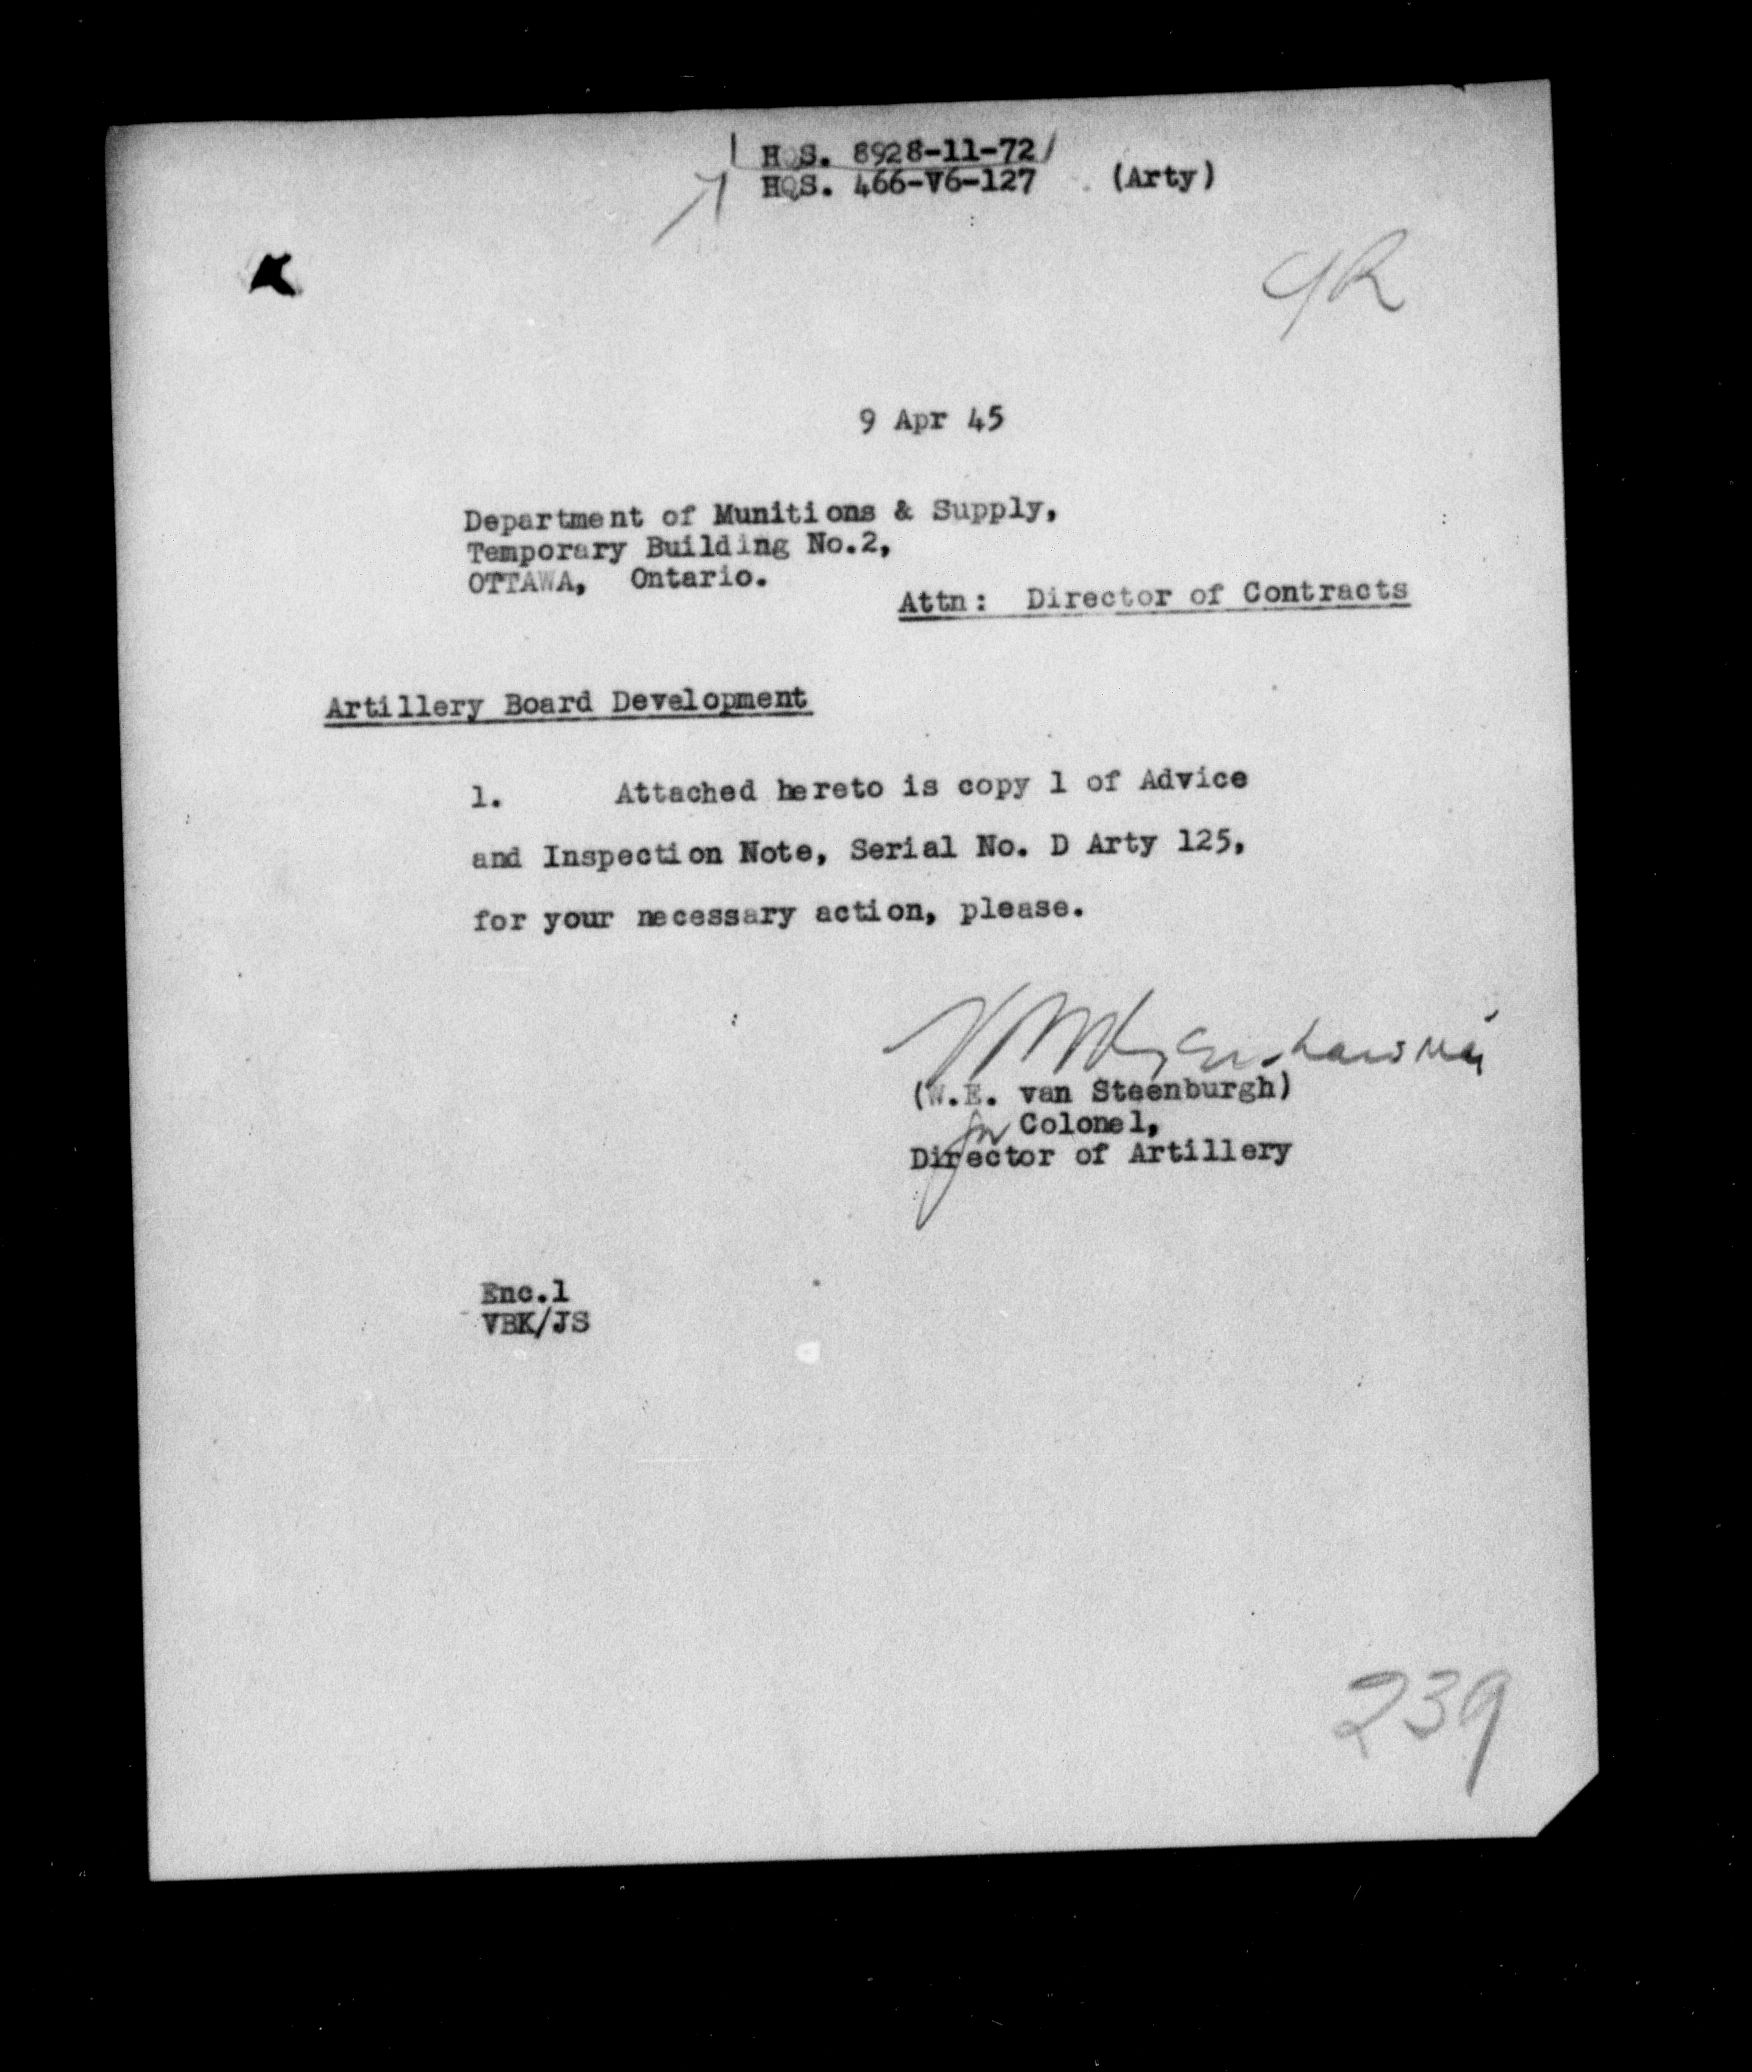 HQS. 8928-11-72
HQS. 466-V6-127 (Arty)
9 Apr 45
Department of Munitions & Supply,
Temporary Building No.2,
OTTAWA, Ontario.
Attn: Director of Contracts
Artillery Board Development
1. Attached hereto is copy 1 of Advice
and Inspection Note, Serial No. D Arty 125,
for your necessary action, please.
(W.E. van Steenburgh)
for Colonel,
Director of Artillery
Enc.1
VBK/JS
239